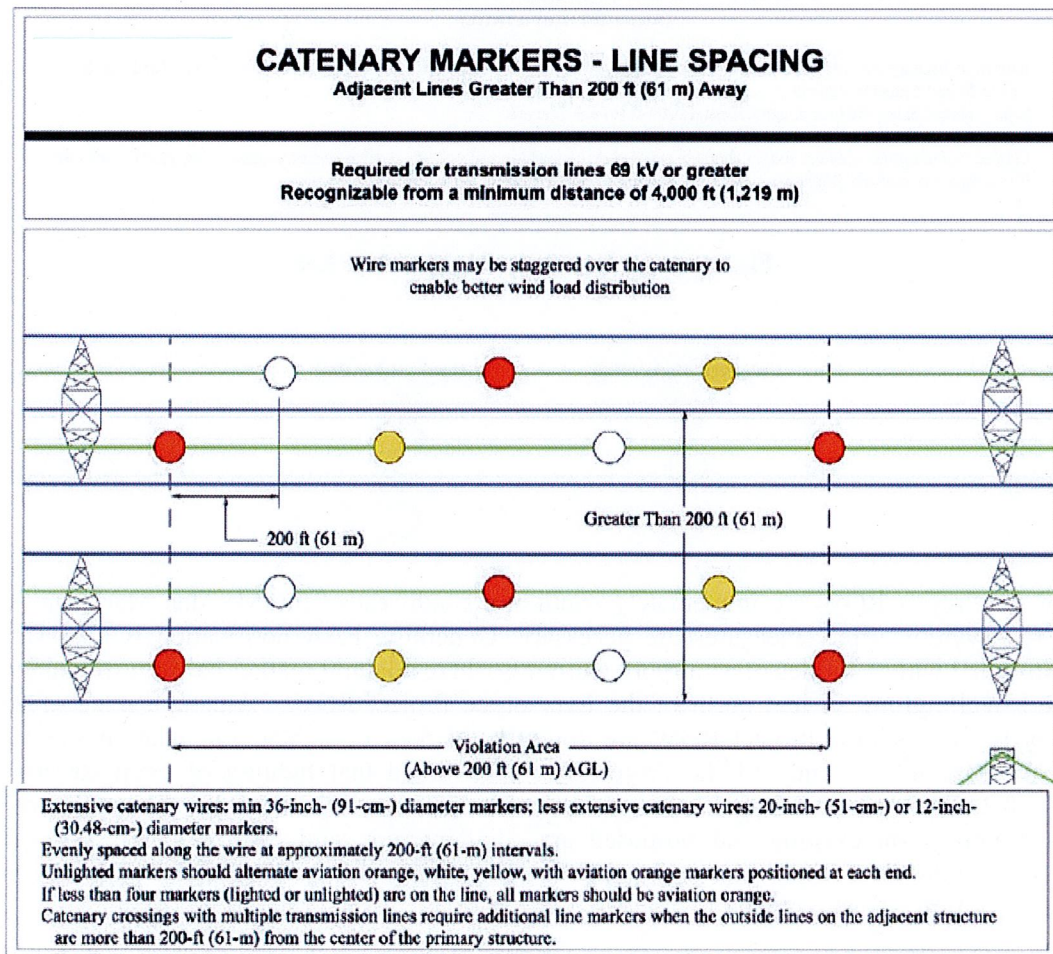 CATENARY MARKERS - LINE SPACING
Adjacent Lines Greater Than 200 ft (61 m) Away
Required for transmission lines 69 kV or greater
Recognizable from a minimum distance of 4,000 ft (1,219 m)
Wire markers may be staggered over the catenary to
enable better wind load distribution
200 ft (61 m)
Greater Than 200 ft (61 m)
Violation Area
(Above 200 ft (61 m) AGL)
Extensive catenary wires: min 36-inch- (91-cm-) diameter markers; less extensive catenary wires: 20-inch- (51-cm-) or 12-inch-
(30.48-cm-) diameter markers.
Evenly spaced along the wire at approximately 200-ft (61-m) intervals.
Unlighted markers should alternate aviation orange, white, yellow, with aviation orange markers positioned at each end.
If less than four markers (lighted or unlighted) are on the line, all markers should be aviation orange.
Catenary crossings with multiple transmission lines require additional line markers when the outside lines on the adjacent structure
are more than 200-ft (61-m) from the center of the primary structure.